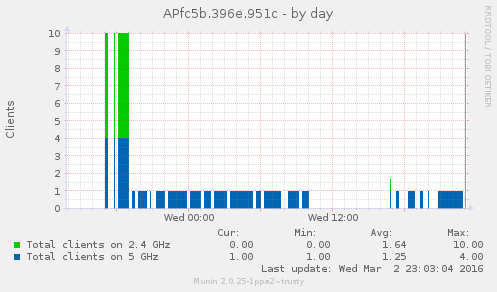 APfc5b.396e.951c - by day
RRDTOOL / TOBI OETIKER
Clients
10
9
8
7
6
5
4
3
2
1
0
Wed 00:00 Wed 12:00
Cur: Min: Avg: Max:
Total clients on 2.4 GHz 0.00 0.00 1.64 10.00
Total clients on 5 GHz 1.00 1.00 1.25 4.00
Last update: Wed Mar 2 23:03:04 2016
Munin 2.0.25-1ppa2~trusty